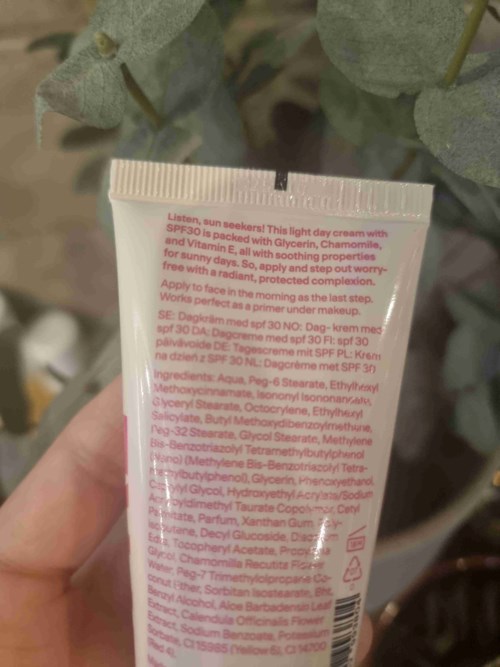 Listen, sun seekers! This light day cream with
SPF30 is packed with Glycerin, Chamomile,
and Vitamin E, all with soothing properties
for sunny days. So, apply and step out worry-
free with a radiant, protected complexion.
Apply to face in the morning as the last step.
Works perfect as a primer under makeup.
SE: Dagkräm med spf 30 NO: Dag- krem med
spf 30 DA: Dagcreme med spf 30 FI: spf 30
päivävoide DE: Tagescreme mit SPF PL: Krem
na dzień z SPF 30 NL: Dagcrème met SPF 30
Ingredients: Aqua, Peg-6 Stearate, Ethylhexyl
Methoxycinnamate, Isononyl Isononanoate,
Glyceryl Stearate, Octocrylene, Ethylhexyl
Salicylate, Butyl Methoxydibenzoylmethane,
Peg-32 Stearate, Glycol Stearate, Methylene
Bis-Benzotriazolyl Tetramethylbutylphenol
(Nano) (Methylene Bis-Benzotriazolyl Tetra-
methylbutylphenol), Glycerin, Phenoxyethanol,
Caprylyl Glycol, Hydroxyethyl Acrylate/Sodium
Acryloyldimethyl Taurate Copolymer, Cetyl
Palmitate, Parfum, Xanthan Gum, Poly-
isobutene, Decyl Glucoside, Disodium
Edta, Tocopheryl Acetate, Propylene
Glycol, Chamomilla Recutita Flower
Water, Peg-7 Trimethylolpropane Co-
conut Ether, Sorbitan Isostearate, Bht,
Benzyl Alcohol, Aloe Barbadensis Leaf
Extract, Calendula Officinalis Flower
Extract, Sodium Benzoate, Potassium
Sorbate, CI 15985 (Yellow 6), CI 14700
(Red 4).